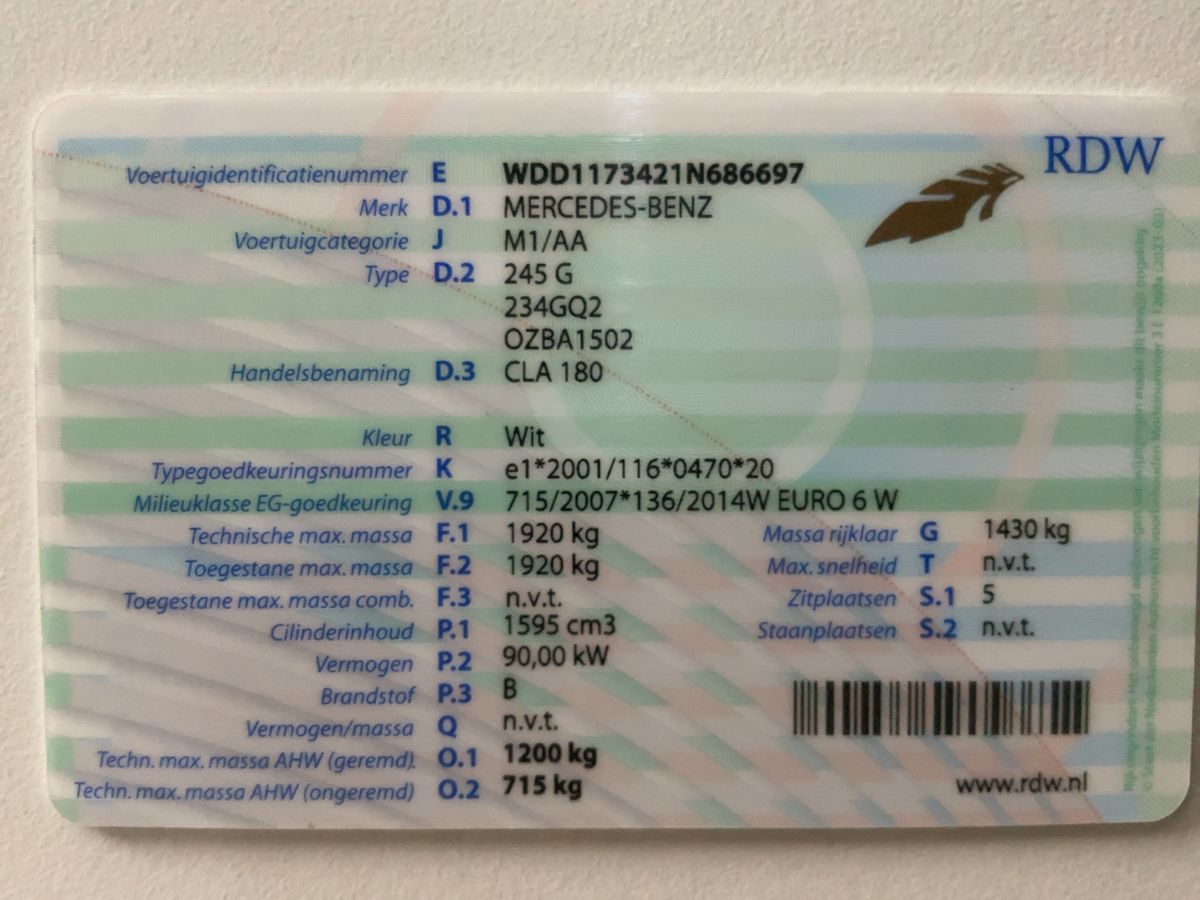 RDW
Voertuigidentificatienummer E WDD1173421N686697
Merk D.1 MERCEDES-BENZ
Voertuigcategorie J M1/AA
Type D.2 245 G
234GQ2
OZBA1502
Handelsbenaming D.3 CLA 180
Kleur R Wit
Typegoedkeuringsnummer K e1*2001/116*0470*20
Milieuklasse EG-goedkeuring V.9 715/2007*136/2014W EURO 6 W
Technische max. massa F.1 1920 kg Massa rijklaar G 1430 kg
Toegestane max. massa F.2 1920 kg Max. snelheid T n.v.t.
Toegestane max. massa comb. F.3 n.v.t. Zitplaatsen S.1 5
Cilinderinhoud P.1 1595 cm3 Staanplaatsen S.2 n.v.t.
Vermogen P.2 90,00 kW
Brandstof P.3 B
Vermogen/massa Q n.v.t.
Techn. max. massa AHW (geremd) O.1 1200 kg
Techn. max. massa AHW (ongeremd) O.2 715 kg
www.rdw.nl